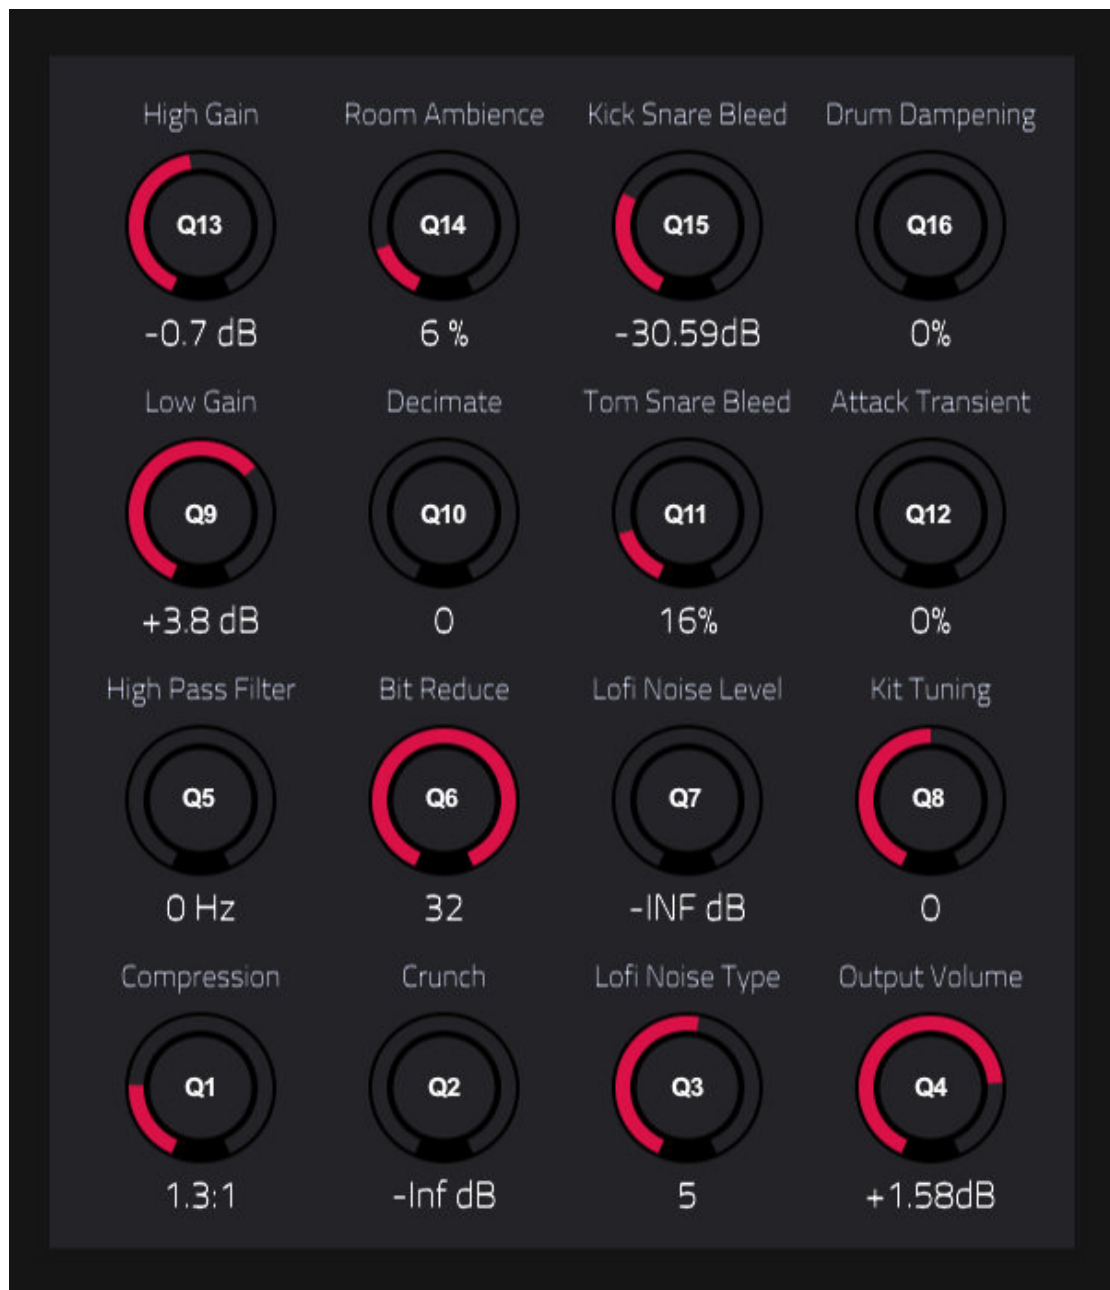 High Gain Room Ambience Kick Snare Bleed Drum Dampening
Q13 Q14 Q15 Q16
-0.7 dB 6 % -30.59dB 0%
Low Gain Decimate Tom Snare Bleed Attack Transient
Q9 Q10 Q11 Q12
+3.8 dB 0 16% 0%
High Pass Filter Bit Reduce Lofi Noise Level Kit Tuning
Q5 Q6 Q7 Q8
0 Hz 32 -INF dB 0
Compression Crunch Lofi Noise Type Output Volume
Q1 Q2 Q3 Q4
1.3:1 -Inf dB 5 +1.58dB